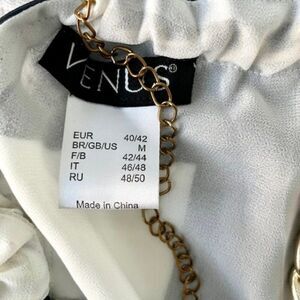 VENUS®
EUR 40/42
BR/GB/US M
F/B 42/44
IT 46/48
RU 48/50
Made in China